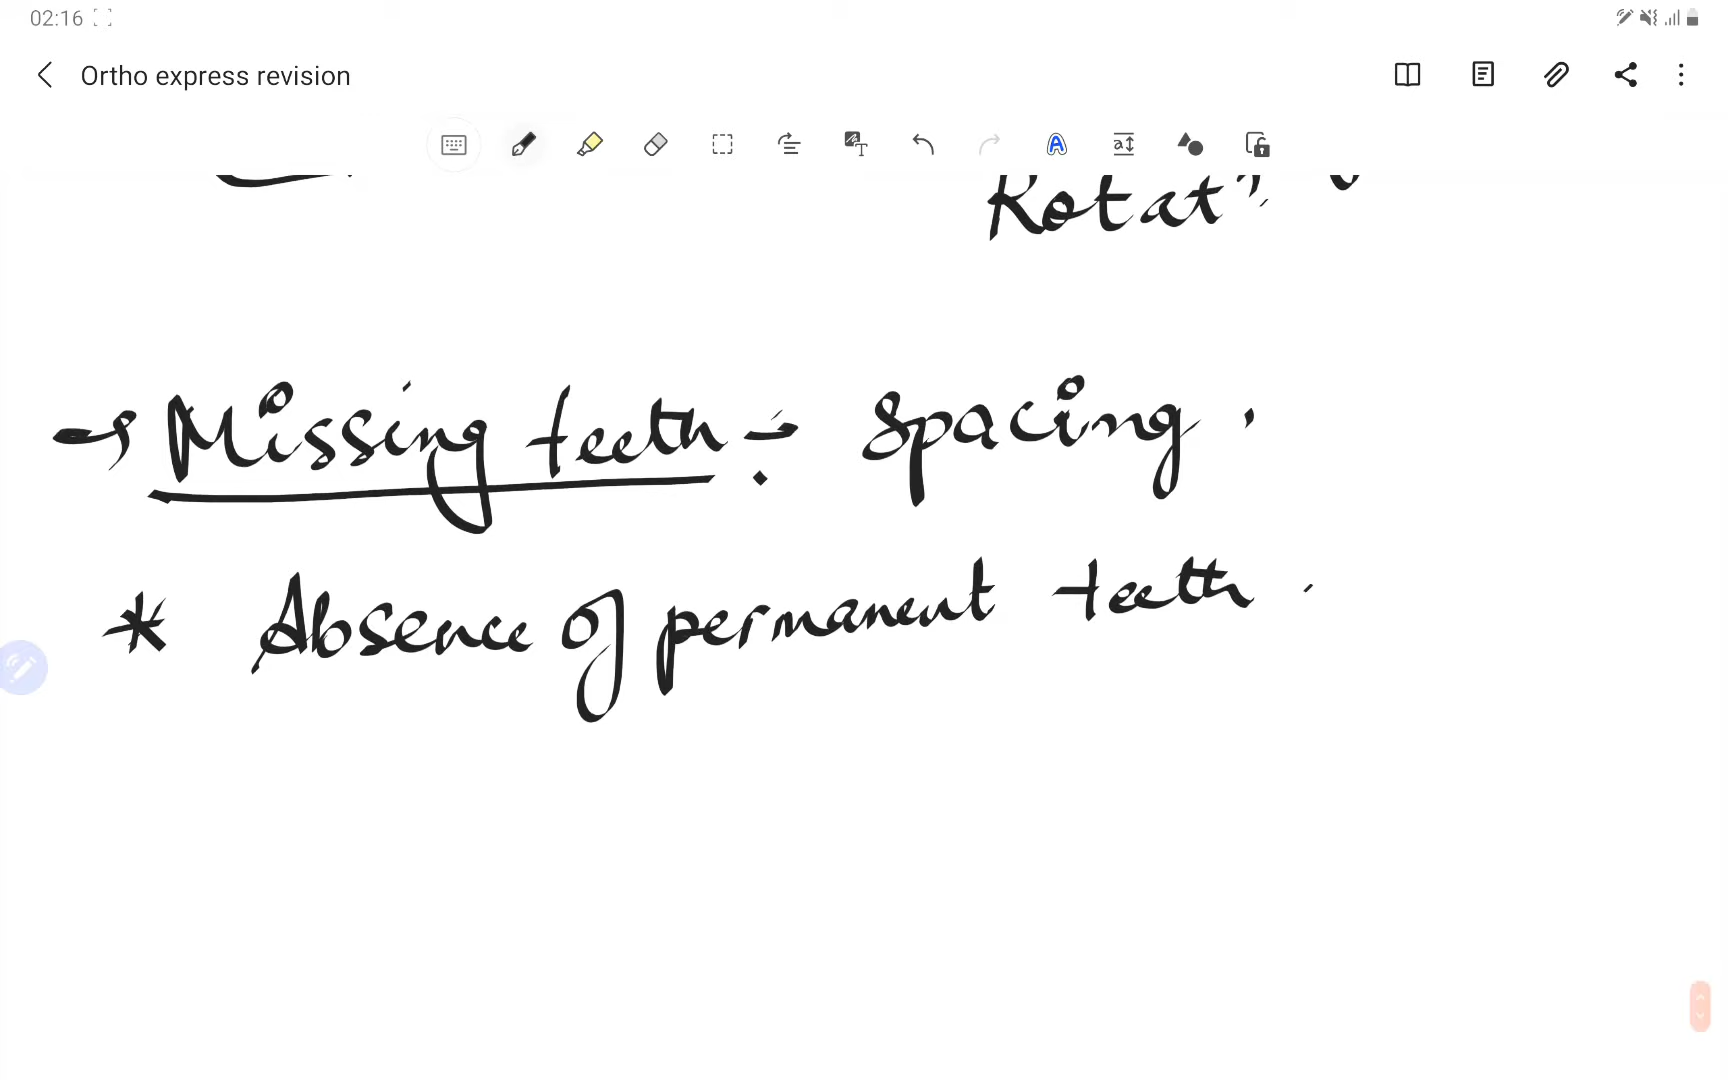 02:16
Ortho express revision
Rotatⁿ.
→ Missing teeth :- Spacing.
* Absence of permanent teeth.